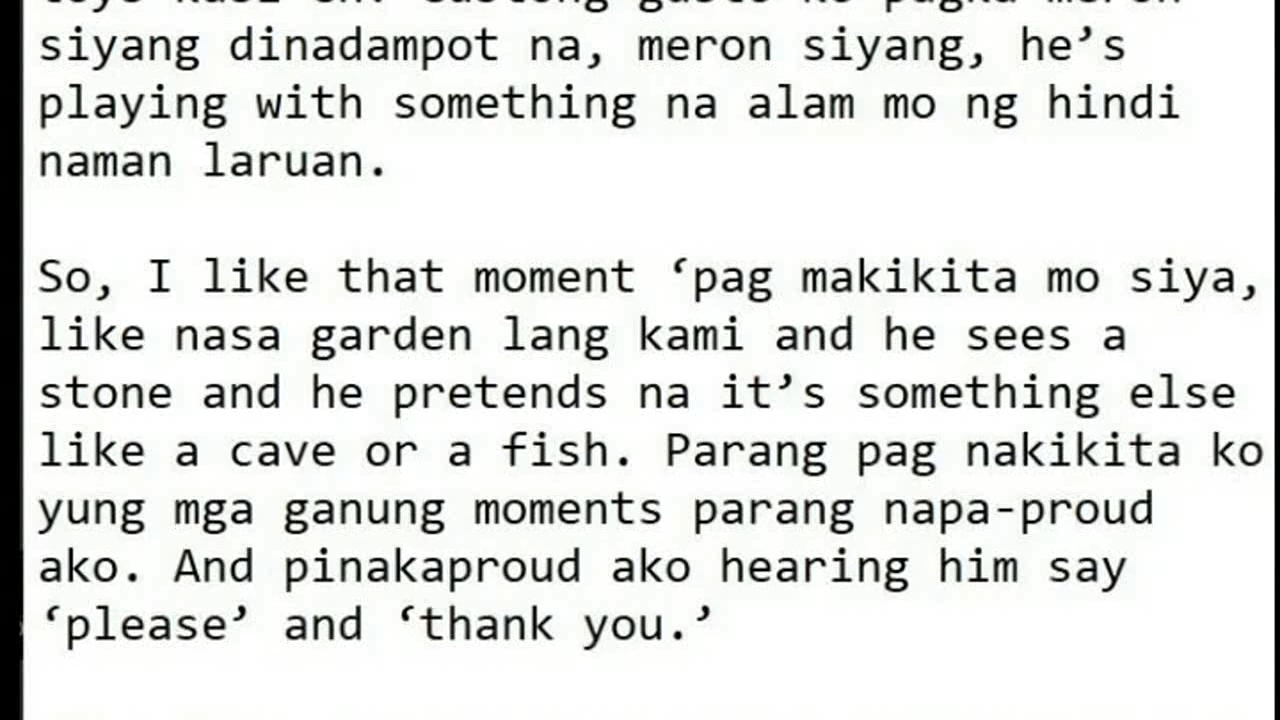 siyang dinadampot na, meron siyang, he’s
playing with something na alam mo ng hindi
naman laruan.
So, I like that moment ‘pag makikita mo siya,
like nasa garden lang kami and he sees a
stone and he pretends na it’s something else
like a cave or a fish. Parang pag nakikita ko
yung mga ganung moments parang napa-proud
ako. And pinakaproud ako hearing him say
‘please’ and ‘thank you.’